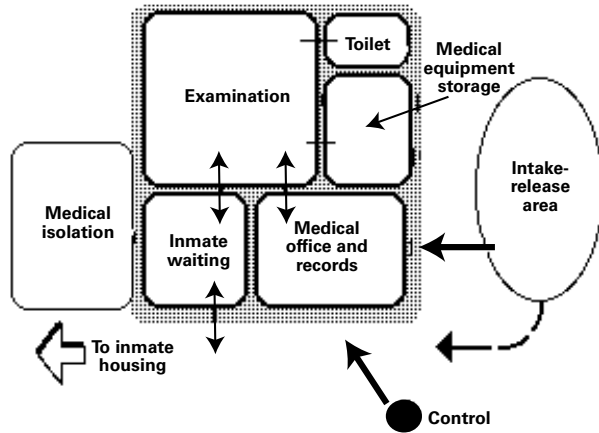 Toilet
Medical
equipment
storage
Examination
Intake-
release
area
Medical
isolation
Inmate
waiting
Medical
office and
records
To inmate
housing
Control